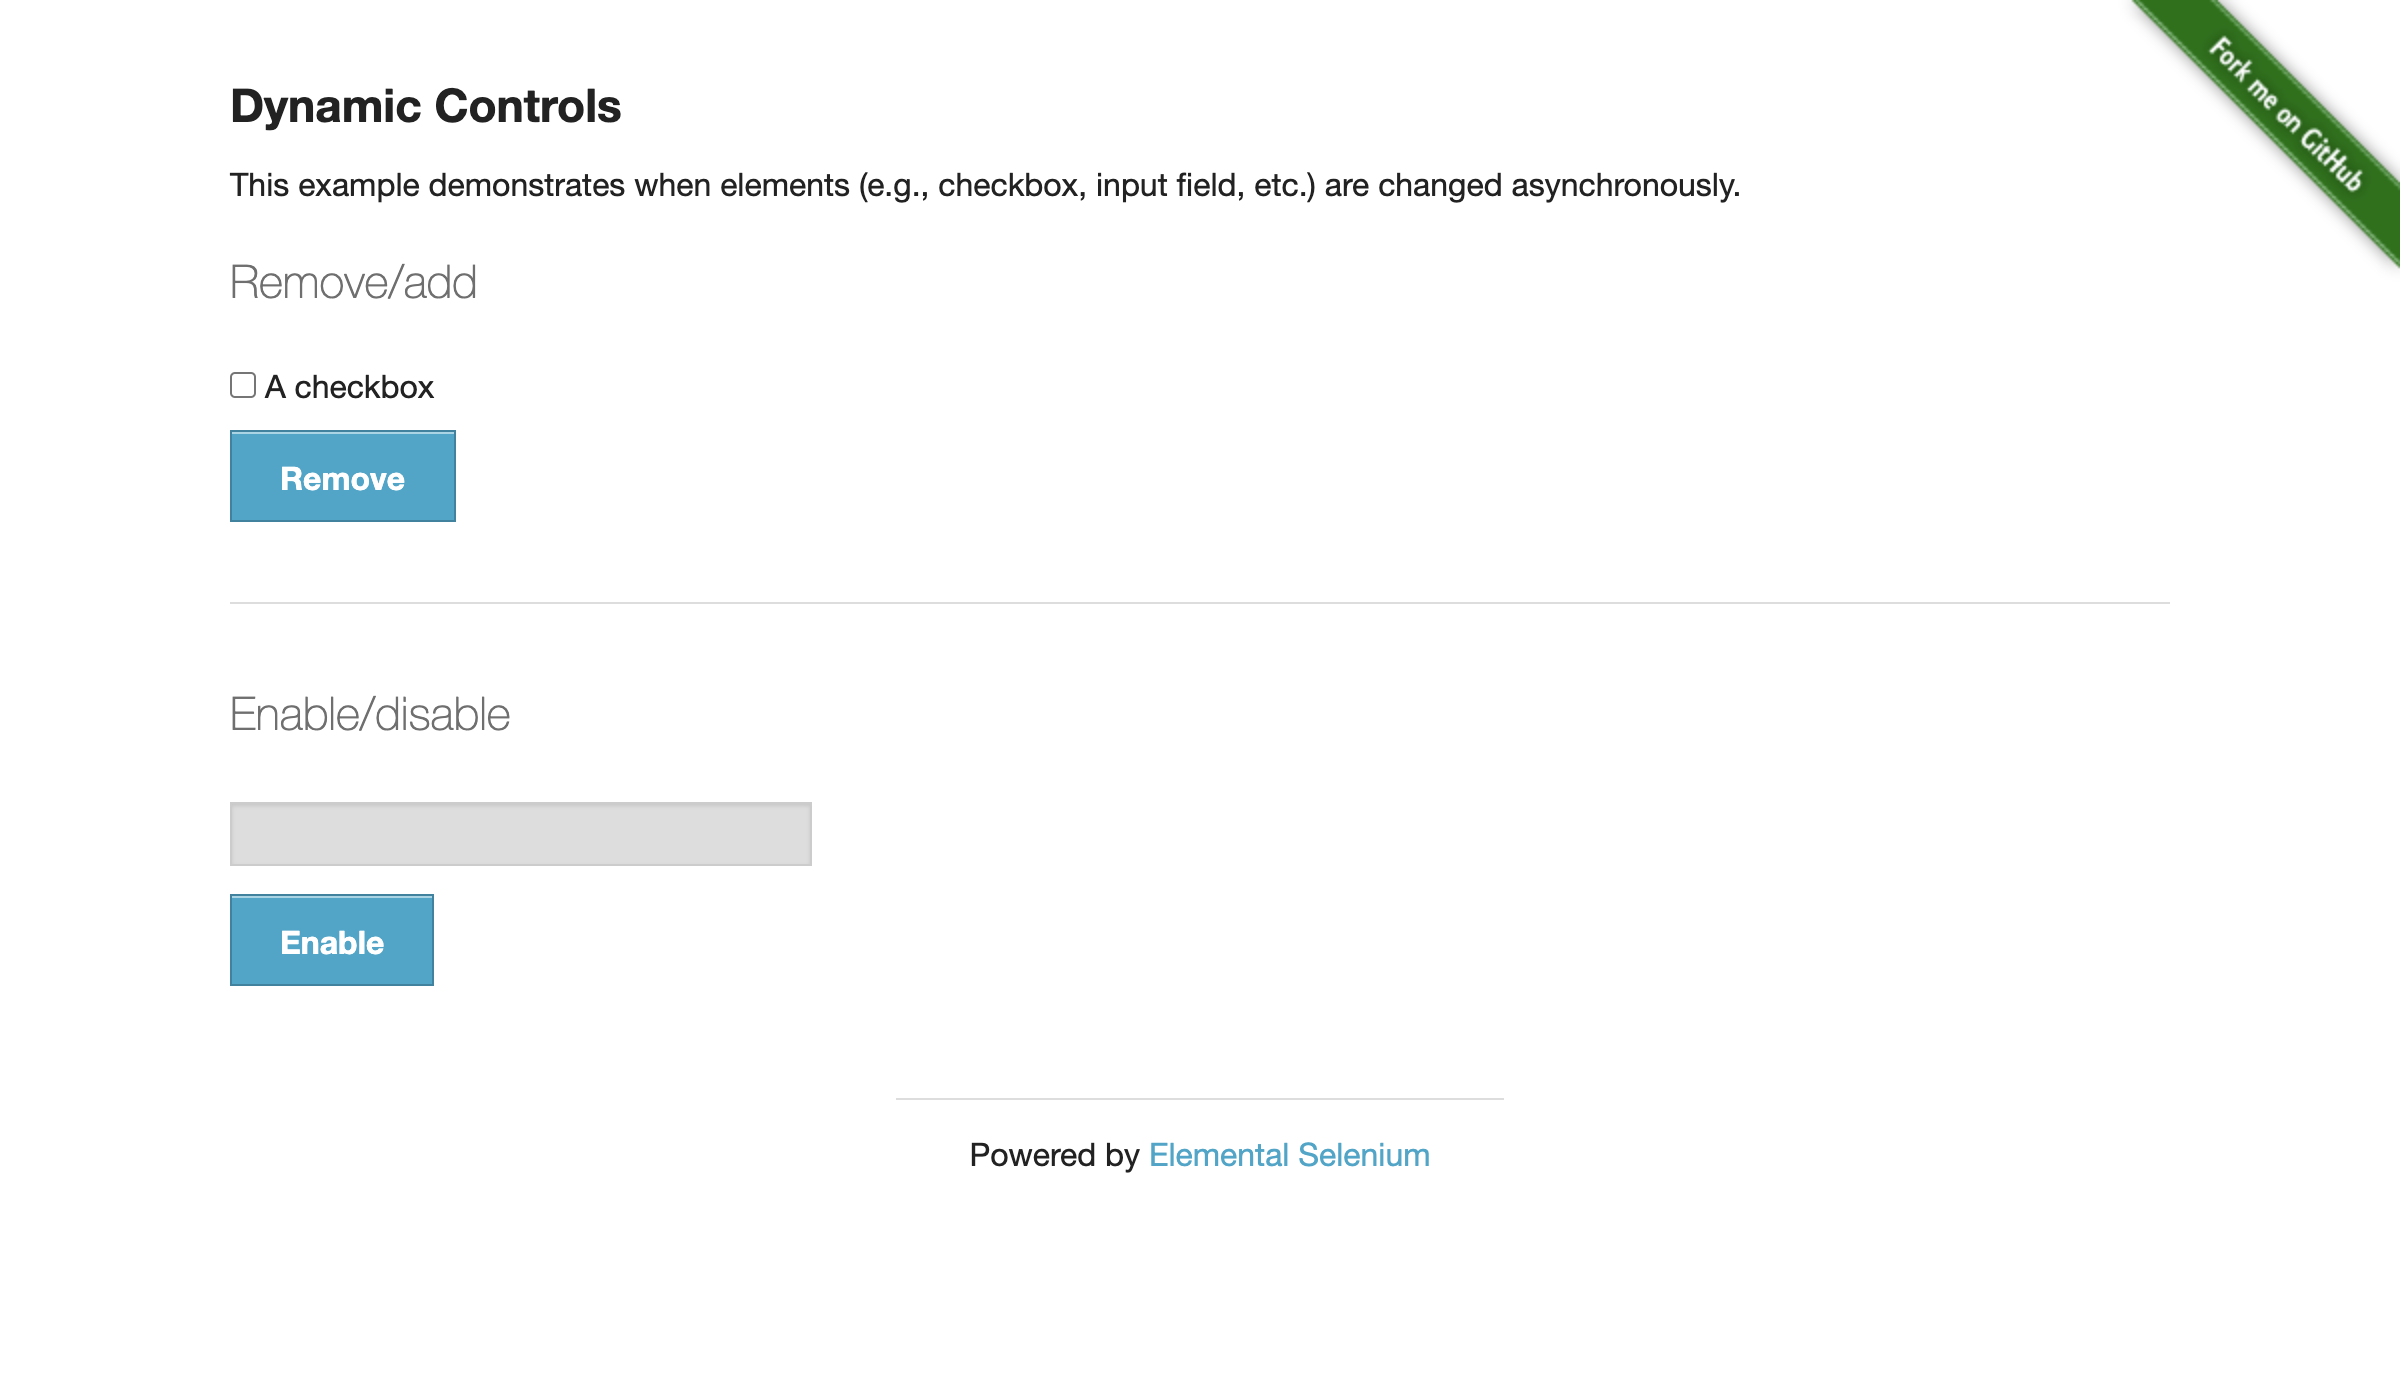 Fork me on GitHub
Dynamic Controls
This example demonstrates when elements (e.g., checkbox, input field, etc.) are changed asynchronously.
Remove/add
A checkbox
Remove
Enable/disable
Enable
Powered by Elemental Selenium